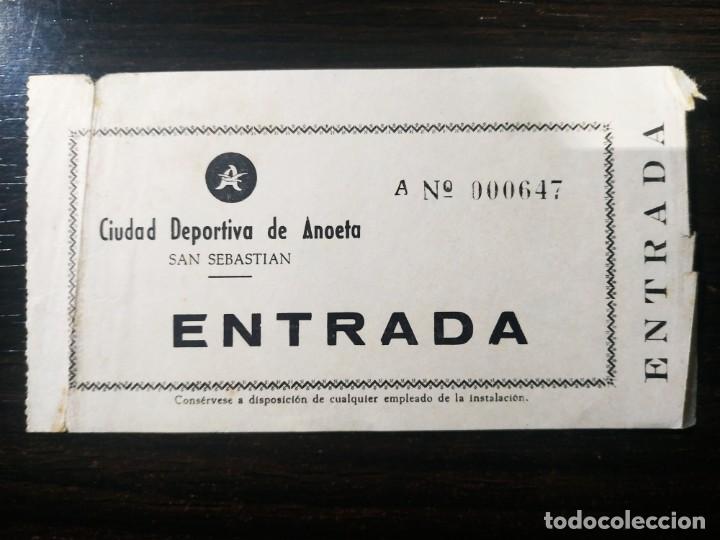 A Nº 000647
Ciudad Deportiva de Anoeta
SAN SEBASTIAN
ENTRADA
Consérvese a disposición de cualquier empleado de la instalación.
ENTRADA
todocoleccion